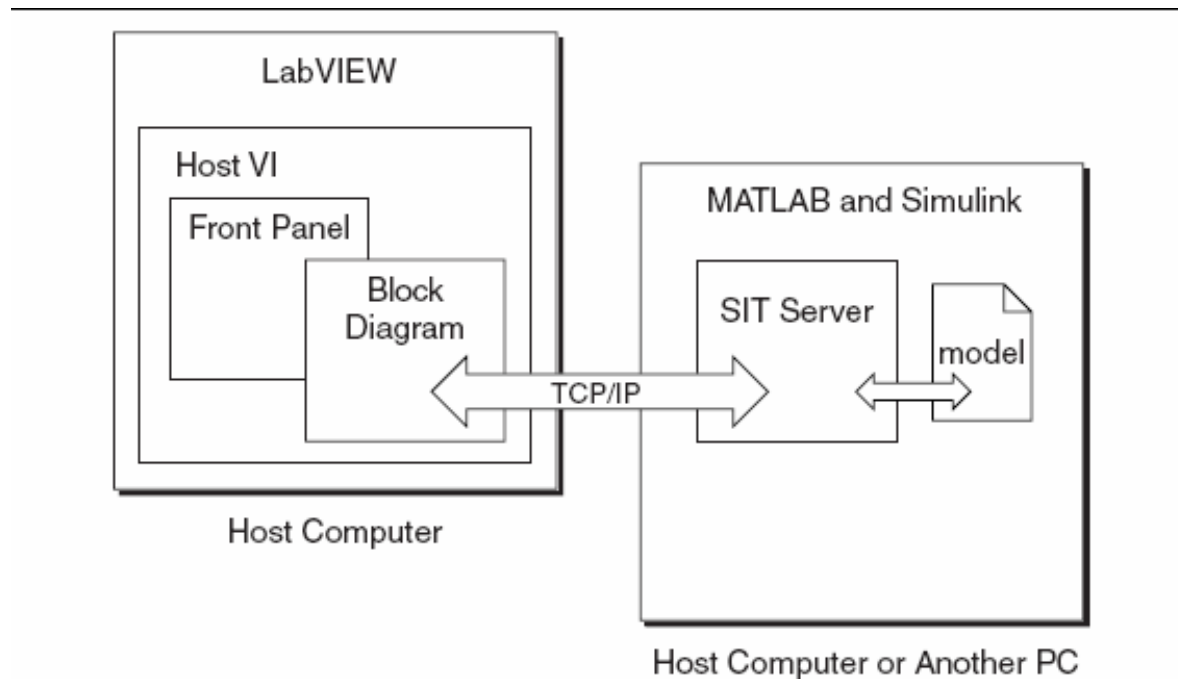 LabVIEW
Host VI
Front Panel
Block
Diagram
TCP/IP
Host Computer
MATLAB and Simulink
SIT Server
model
Host Computer or Another PC